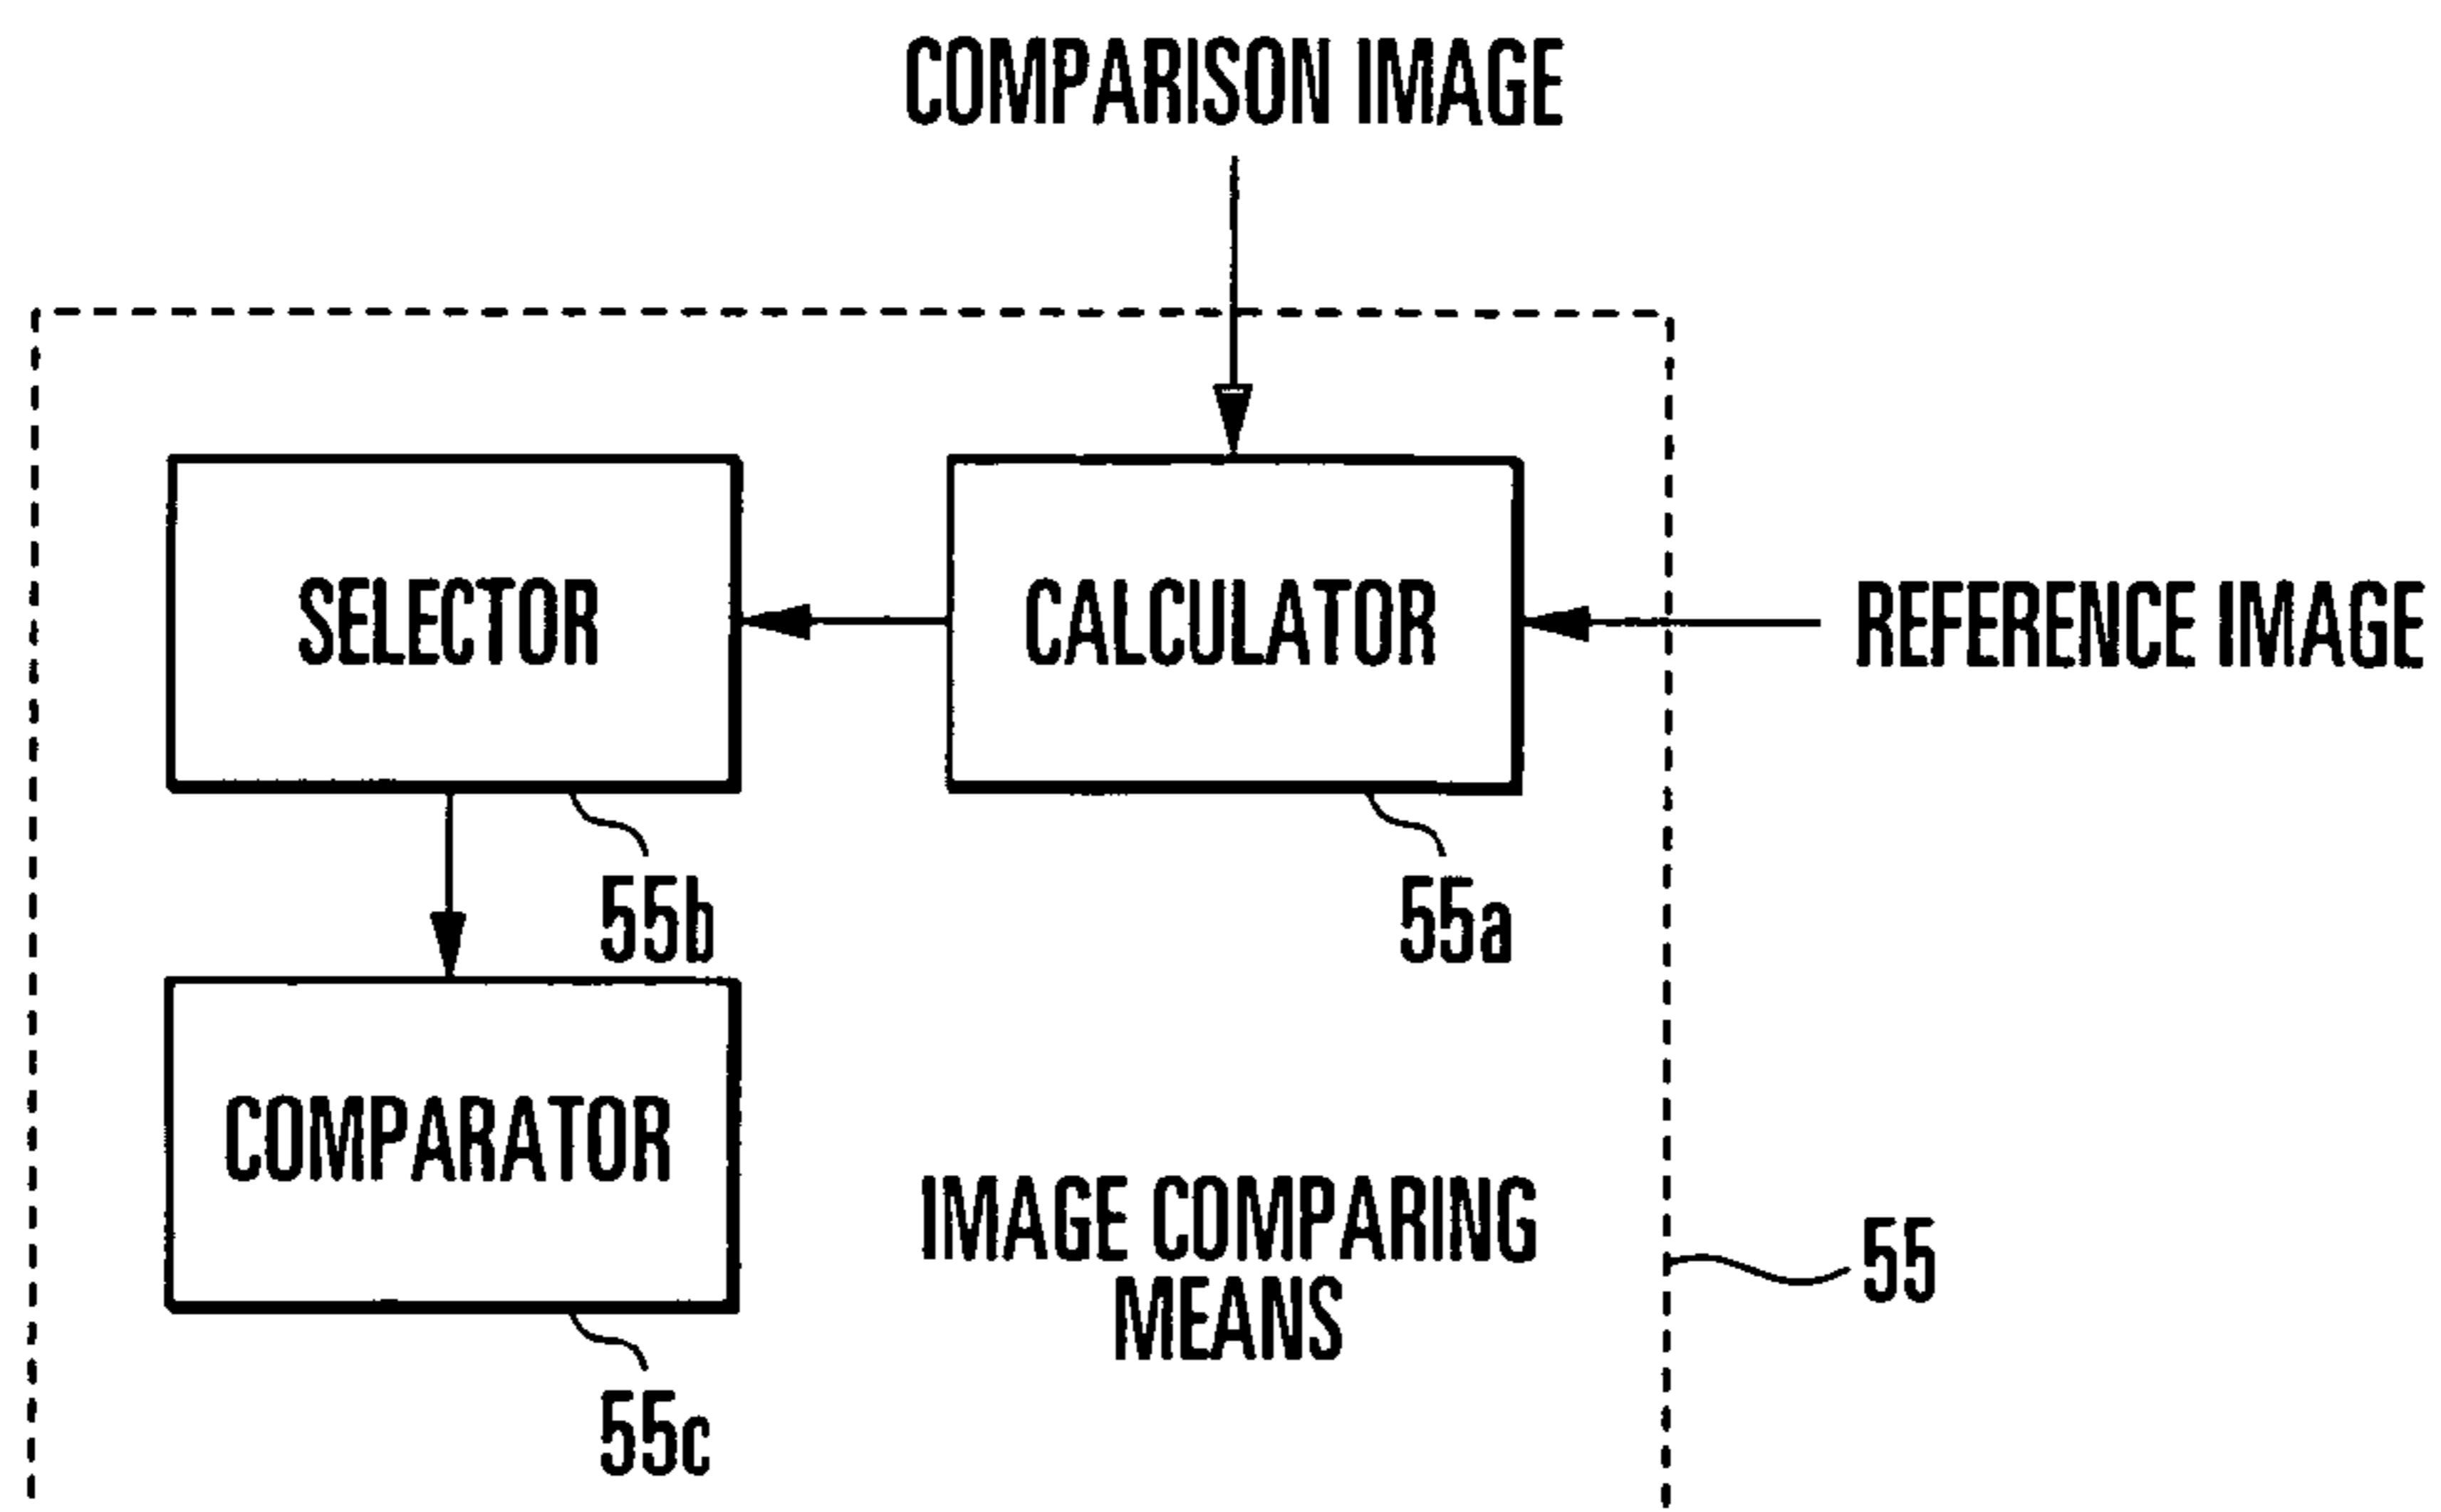 COMPARISON IMAGE
SELECTOR
CALCULATOR
REFERENCE IMAGE
55b
55a
COMPARATOR
IMAGE COMPARING
MEANS
55
55c